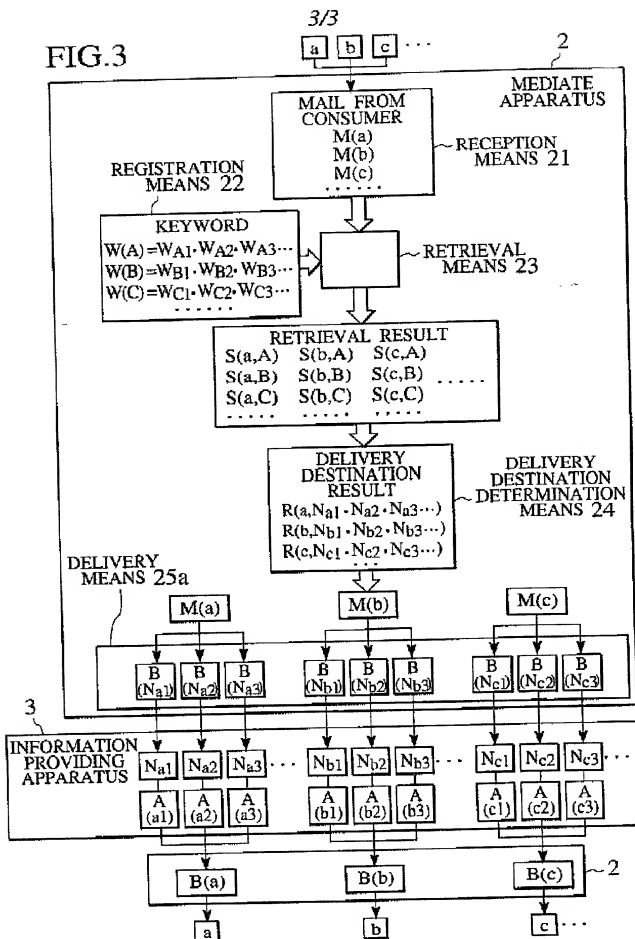 3/3
FIG.3
a b c ...
2
MEDIATE
APPARATUS
MAIL FROM
CONSUMER
M(a)
M(b)
M(c)
......
RECEPTION
MEANS 21
REGISTRATION
MEANS 22
KEYWORD
W(A)=WA1·WA2·WA3...
W(B)=WB1·WB2·WB3...
W(C)=WC1·WC2·WC3...
......
RETRIEVAL
MEANS 23
RETRIEVAL RESULT
S(a,A) S(b,A) S(c,A)
S(a,B) S(b,B) S(c,B) .....
S(a,C) S(b,C) S(c,C)
..... ..... .....
DELIVERY
DESTINATION
RESULT
R(a,Na1·Na2·Na3...)
R(b,Nb1·Nb2·Nb3...)
R(c,Nc1·Nc2·Nc3...)
...
DELIVERY
DESTINATION
DETERMINATION
MEANS 24
DELIVERY
MEANS 25a
M(a) M(b) M(c)
B B B B B B B B B
(Na1) (Na2) (Na3) (Nb1) (Nb2) (Nb3) (Nc1) (Nc2) (Nc3)
3
INFORMATION
PROVIDING
APPARATUS
Na1 Na2 Na3 ... Nb1 Nb2 Nb3 ... Nc1 Nc2 Nc3 ...
A A A A A A A A A
(a1) (a2) (a3) (b1) (b2) (b3) (c1) (c2) (c3)
B(a) B(b) B(c)
2
a b c ...